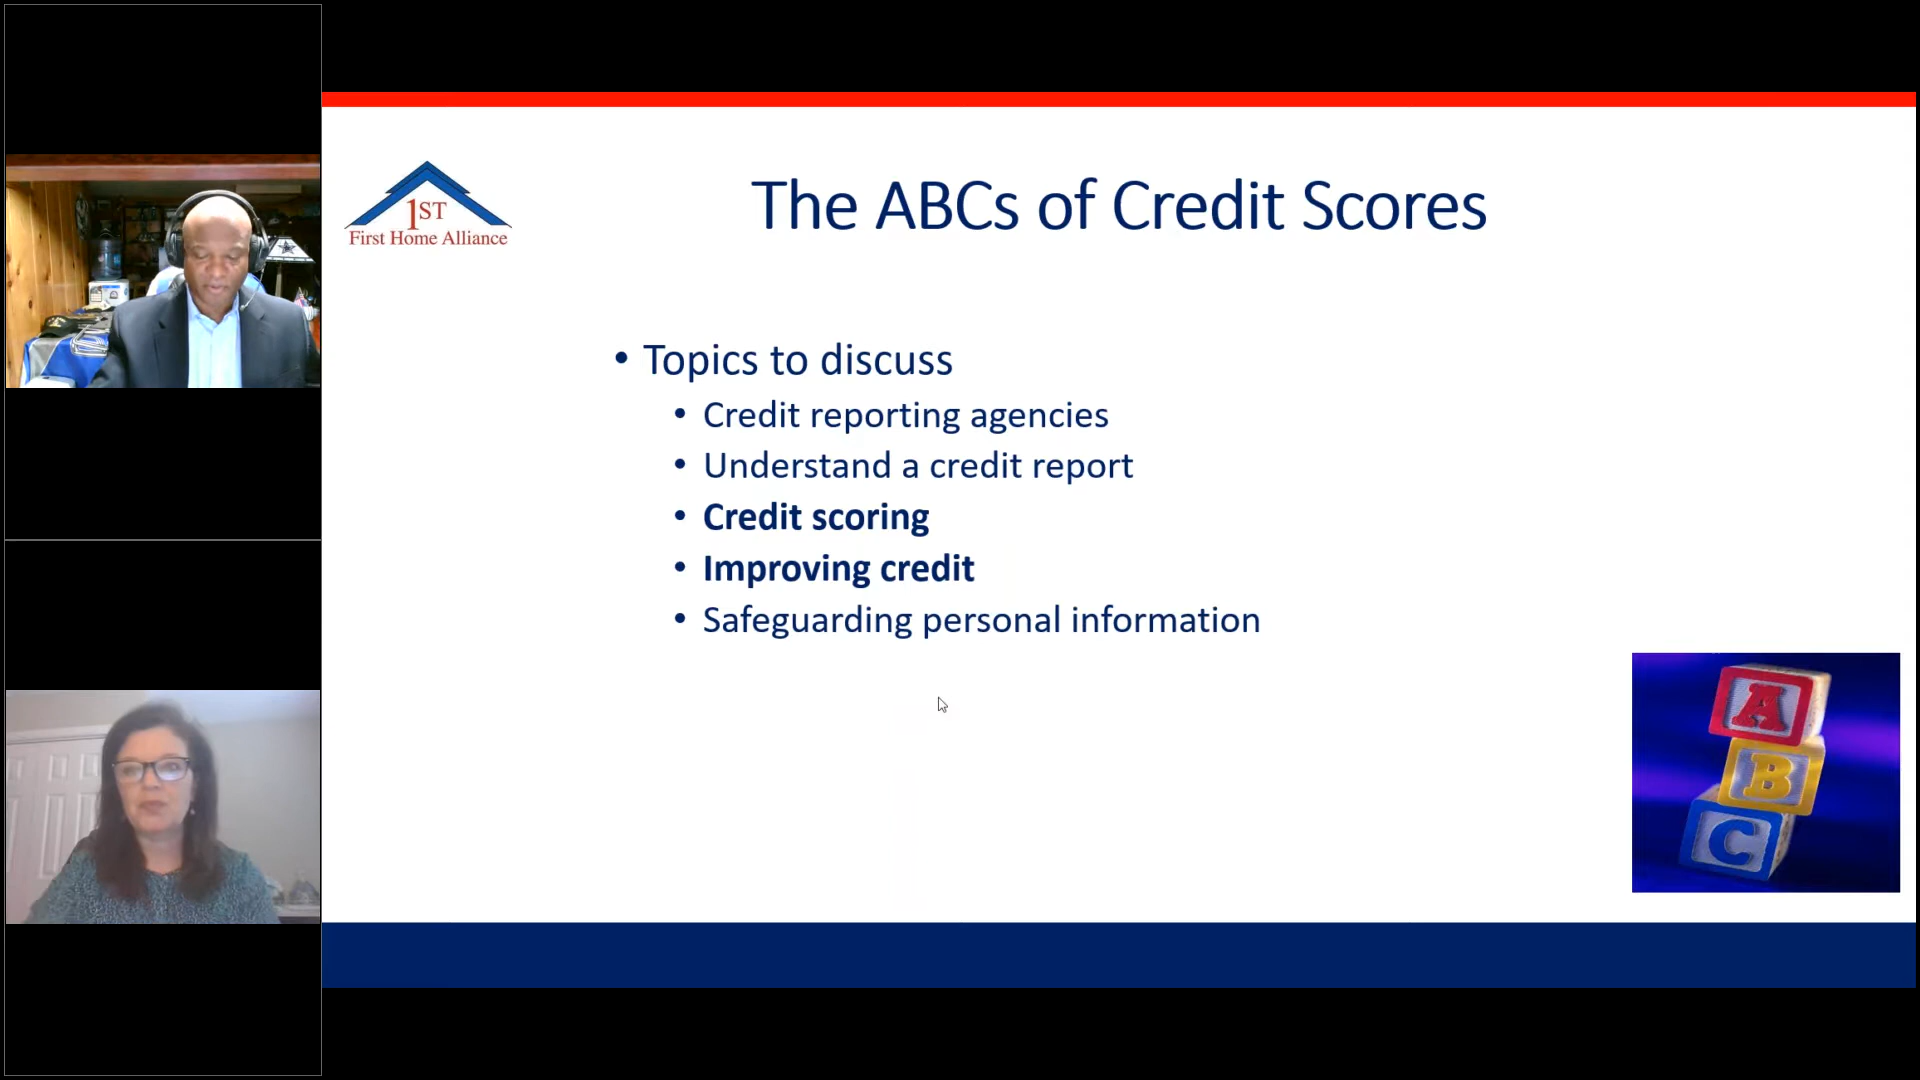 1ST
First Home Alliance
The ABCs of Credit Scores
• Topics to discuss
• Credit reporting agencies
• Understand a credit report
• Credit scoring
• Improving credit
• Safeguarding personal information
A
B
C